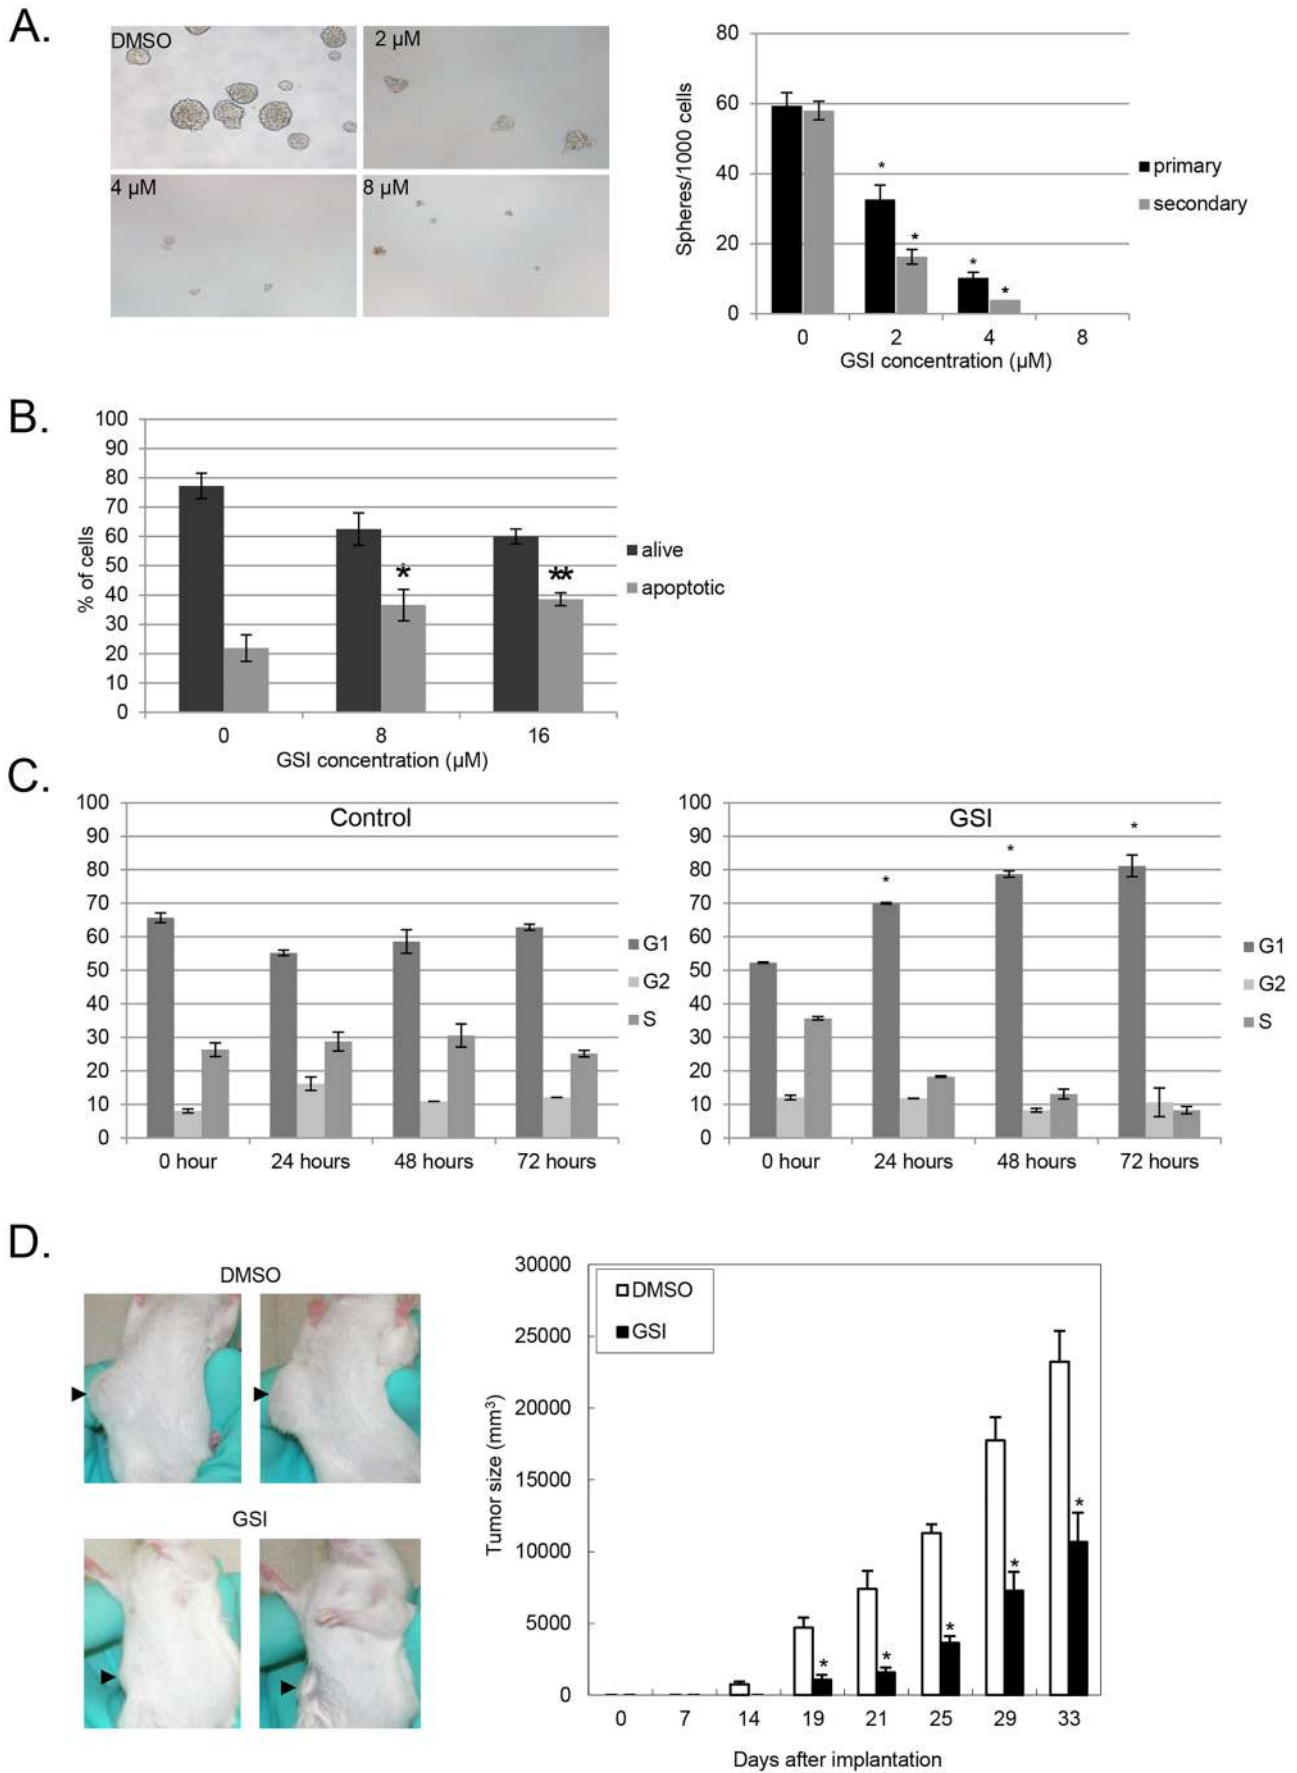 A.
DMSO
2 µM
4 µM
8 µM
80
60
40
20
0
Spheres/1000 cells
*
*
*
*
0 2 4 8
GSI concentration (µM)
primary
secondary
B.
100
90
80
70
60
50
40
30
20
10
0
% of cells
*
**
0 8 16
GSI concentration (µM)
alive
apoptotic
C.
Control
100
90
80
70
60
50
40
30
20
10
0
0 hour 24 hours 48 hours 72 hours
G1
G2
S
GSI
100
90
80
70
60
50
40
30
20
10
0
*
*
*
0 hour 24 hours 48 hours 72 hours
G1
G2
S
D.
DMSO
GSI
30000
25000
20000
15000
10000
5000
0
Tumor size (mm³)
DMSO
GSI
*
*
*
*
*
0 7 14 19 21 25 29 33
Days after implantation